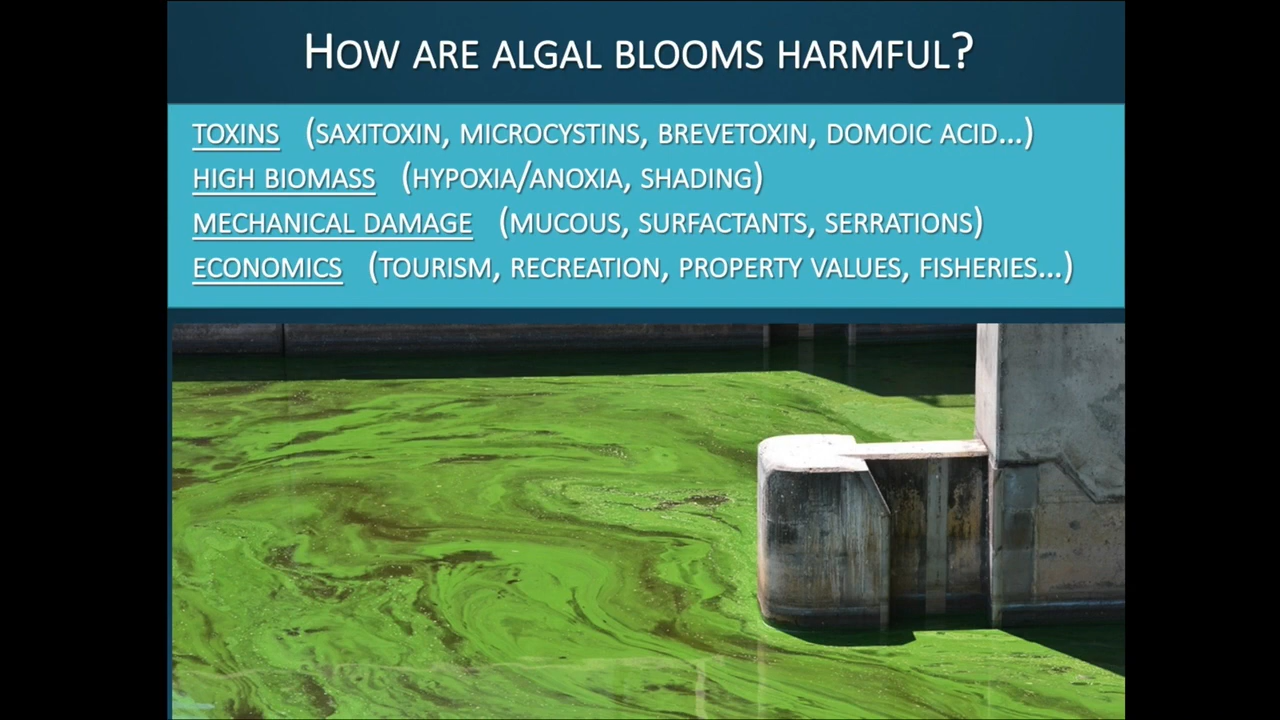 HOW ARE ALGAL BLOOMS HARMFUL?
TOXINS (SAXITOXIN, MICROCYSTINS, BREVETOXIN, DOMOIC ACID...)
HIGH BIOMASS (HYPOXIA/ANOXIA, SHADING)
MECHANICAL DAMAGE (MUCOUS, SURFACTANTS, SERRATIONS)
ECONOMICS (TOURISM, RECREATION, PROPERTY VALUES, FISHERIES...)